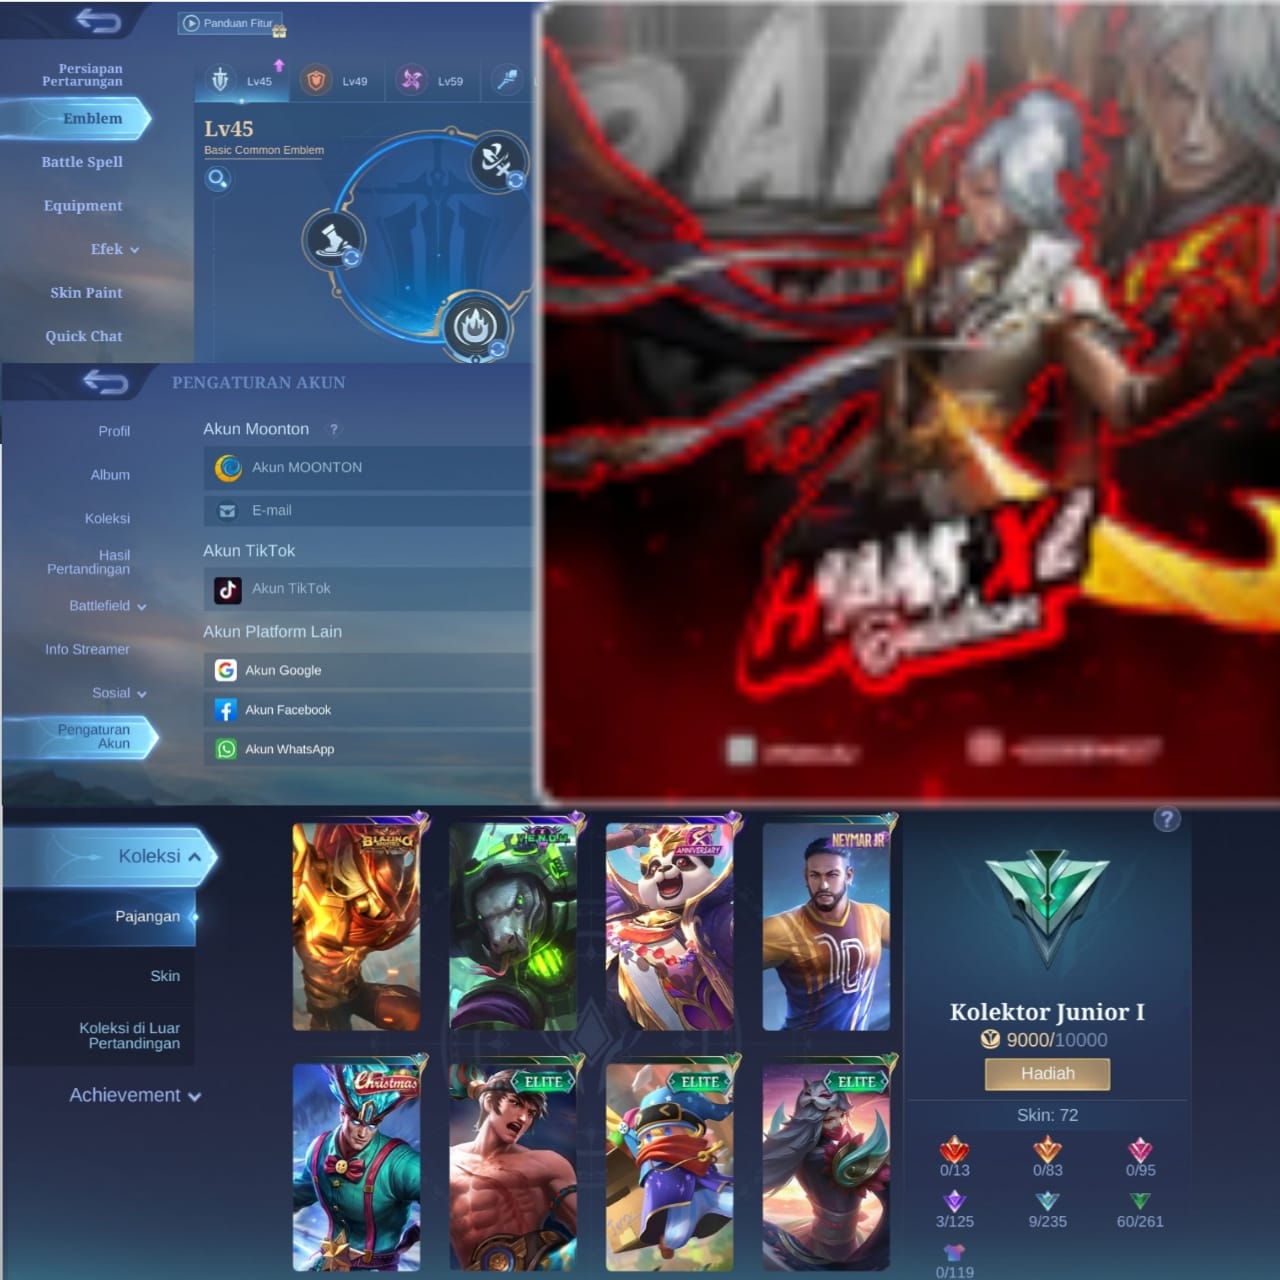 Panduan Fitur
Persiapan
Pertarungan
Emblem
Battle Spell
Equipment
Efek
Skin Paint
Quick Chat
Lv45
Lv49
Lv59
Lv45
Basic Common Emblem
PENGATURAN AKUN
Profil
Album
Koleksi
Hasil
Pertandingan
Battlefield
Info Streamer
Sosial
Pengaturan
Akun
Akun Moonton ?
Akun MOONTON
E-mail
Akun TikTok
Akun TikTok
Akun Platform Lain
Akun Google
Akun Facebook
Akun WhatsApp
Koleksi
Pajangan
Skin
Koleksi di Luar
Pertandingan
Achievement
BLAZING
V.E.N.O.M.
ANNIVERSARY
NEYMAR JR
10
Christmas
ELITE
ELITE
ELITE
?
Kolektor Junior I
9000/10000
Hadiah
Skin: 72
0/13
0/83
0/95
3/125
9/235
60/261
0/119